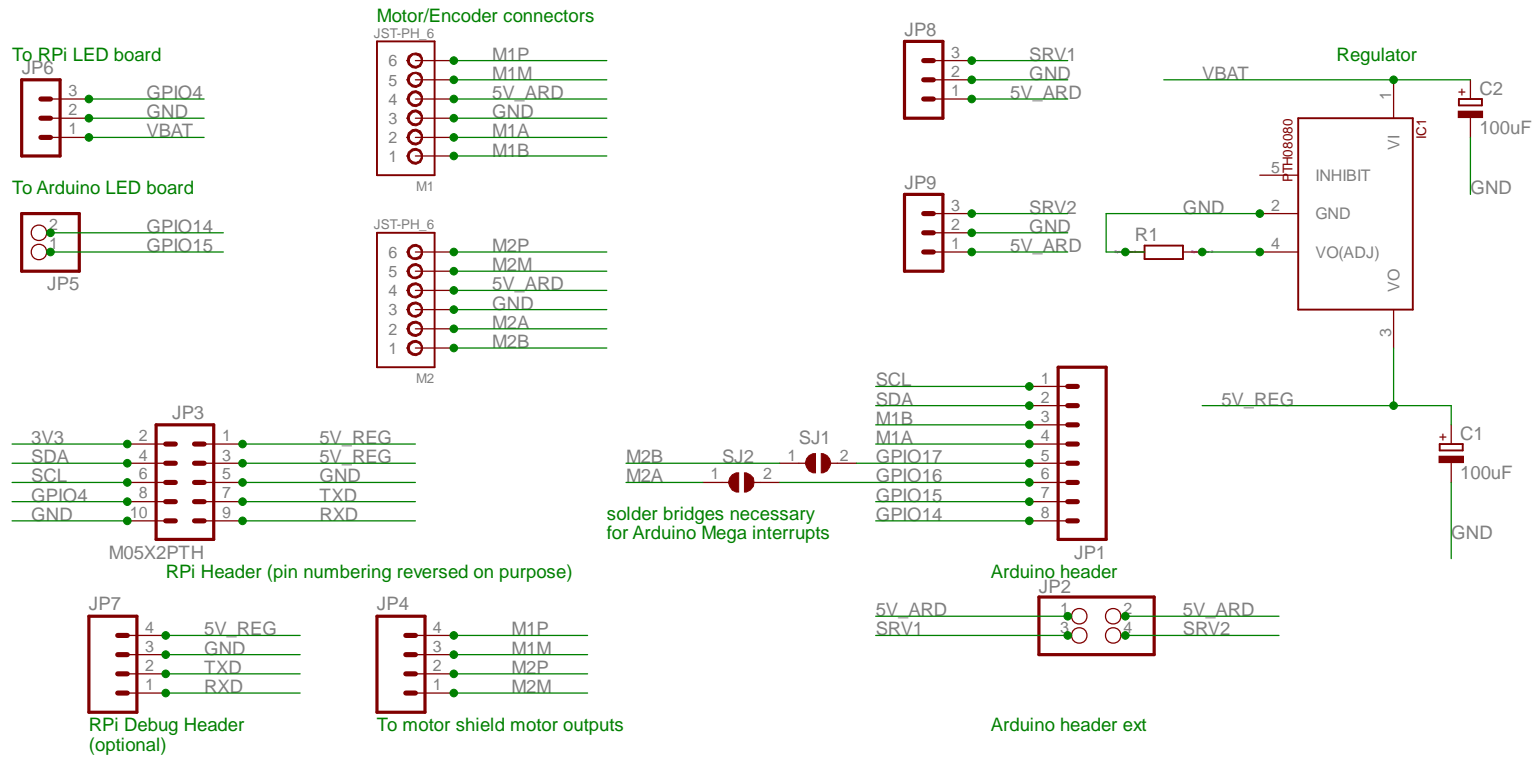 To RPi LED board
JP6
3 GPIO4
2 GND
1 VBAT
To Arduino LED board
2 GPIO14
1 GPIO15
JP5
Motor/Encoder connectors
JST-PH_6
6 M1P
5 M1M
4 5V_ARD
3 GND
2 M1A
1 M1B
M1
JST-PH_6
6 M2P
5 M2M
4 5V_ARD
3 GND
2 M2A
1 M2B
M2
JP8
3 SRV1
2 GND
1 5V_ARD
JP9
3 SRV2
2 GND
1 5V_ARD
Regulator
VBAT
C2
+
100uF
GND
1
VI
PTH08080
IC1
5 INHIBIT
GND 2 GND
R1
4 VO(ADJ)
VO
3
5V_REG
C1
+
100uF
GND
JP3
3V3 2 1 5V_REG
SDA 4 3 5V_REG
SCL 6 5 GND
GPIO4 8 7 TXD
GND 10 9 RXD
M05X2PTH
RPi Header (pin numbering reversed on purpose)
SCL 1
SDA 2
M1B 3
M1A 4
SJ1
M2B 1 2 GPIO17 5
SJ2
M2A 1 2 GPIO16 6
GPIO15 7
GPIO14 8
solder bridges necessary
for Arduino Mega interrupts
JP1
Arduino header
JP7
4 5V_REG
3 GND
2 TXD
1 RXD
RPi Debug Header
(optional)
JP4
4 M1P
3 M1M
2 M2P
1 M2M
To motor shield motor outputs
JP2
5V_ARD 1 2 5V_ARD
SRV1 3 4 SRV2
Arduino header ext